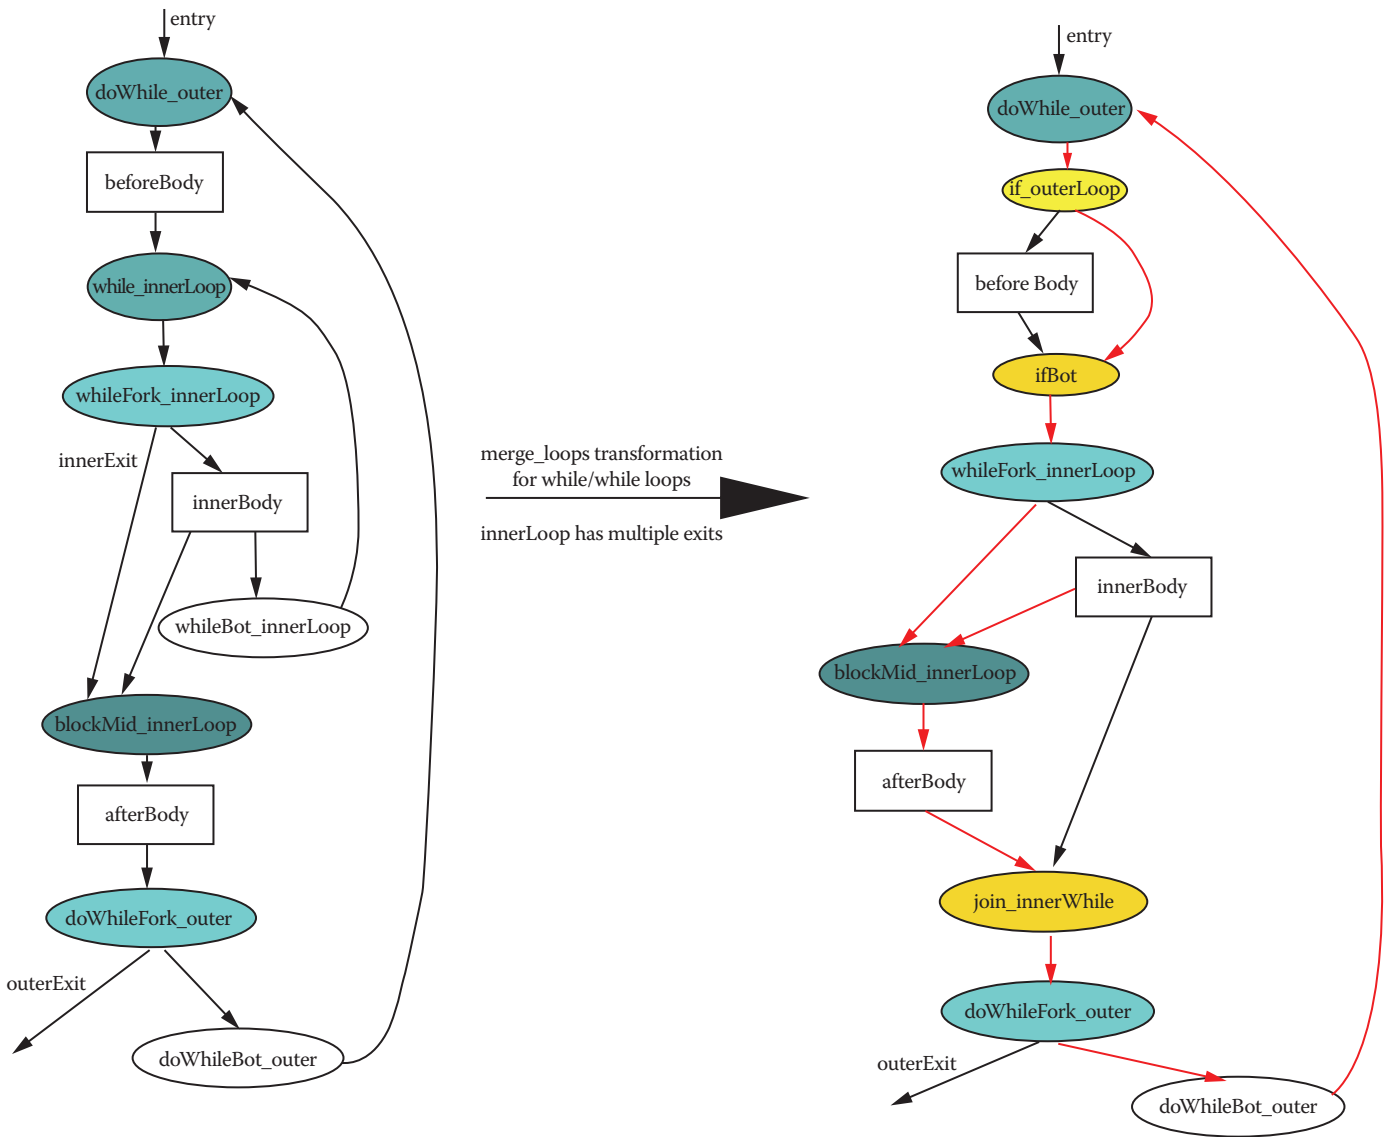 entry
doWhile_outer
beforeBody
while_innerLoop
whileFork_innerLoop
innerExit
innerBody
whileBot_innerLoop
blockMid_innerLoop
afterBody
doWhileFork_outer
outerExit
doWhileBot_outer
merge_loops transformation
for while/while loops
innerLoop has multiple exits
entry
doWhile_outer
if_outerLoop
before Body
ifBot
whileFork_innerLoop
innerBody
blockMid_innerLoop
afterBody
join_innerWhile
doWhileFork_outer
outerExit
doWhileBot_outer